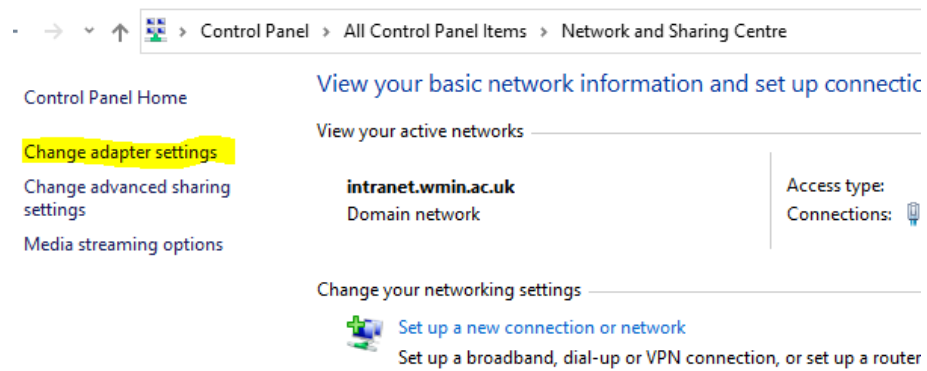 Control Panel > All Control Panel Items > Network and Sharing Centre
Control Panel Home
Change adapter settings
Change advanced sharing
settings
Media streaming options
View your basic network information and set up connectic
View your active networks
intranet.wmin.ac.uk
Domain network
Access type:
Connections:
Change your networking settings
Set up a new connection or network
Set up a broadband, dial-up or VPN connection, or set up a router